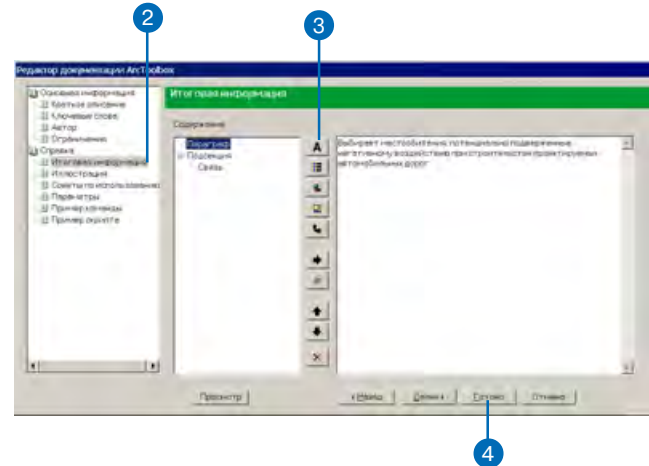 2
3
Редактор документации ArcToolbox
Основная информация
Краткое описание
Ключевые слова
Автор
Ограничения
Справка
Итоговая информация
Иллюстрация
Советы по использованию
Параметры
Пример команды
Пример скрипта
Итоговая информация
Содержание
Параграф
Подсекция
Связь
A
Выбирает местообитания, потенциально подверженные
негативному воздействию при строительстве проектируемых
автомобильных дорог
Просмотр
< Назад
Далее >
Готово
Отмена
4